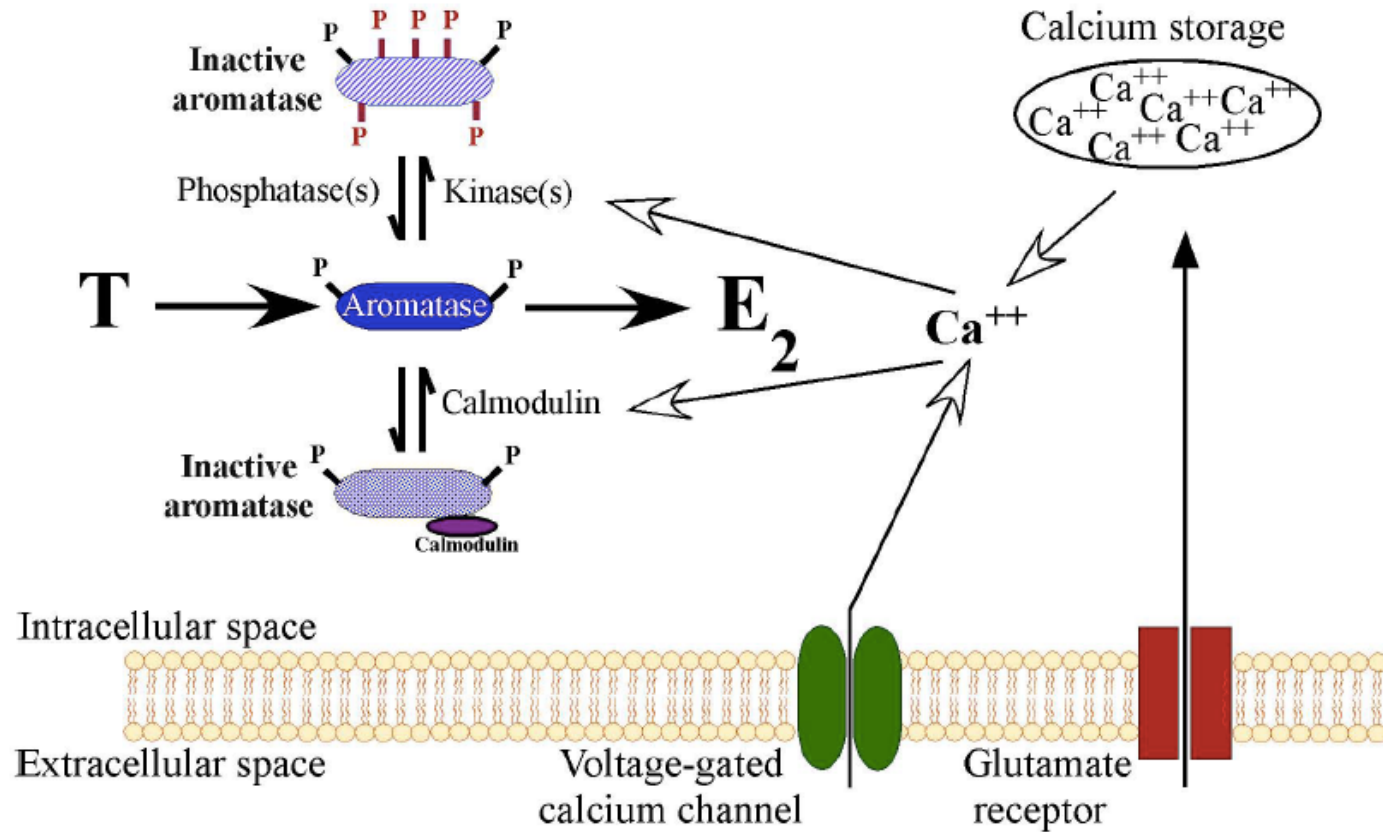 P P P P P
Inactive
aromatase
P P
Phosphatase(s) Kinase(s)
Calcium storage
Ca++ Ca++ Ca++ Ca++ Ca++ Ca++
P P
T Aromatase E2
Ca++
Calmodulin
P P
Inactive
aromatase
Calmodulin
Intracellular space
Extracellular space
Voltage-gated
calcium channel
Glutamate
receptor